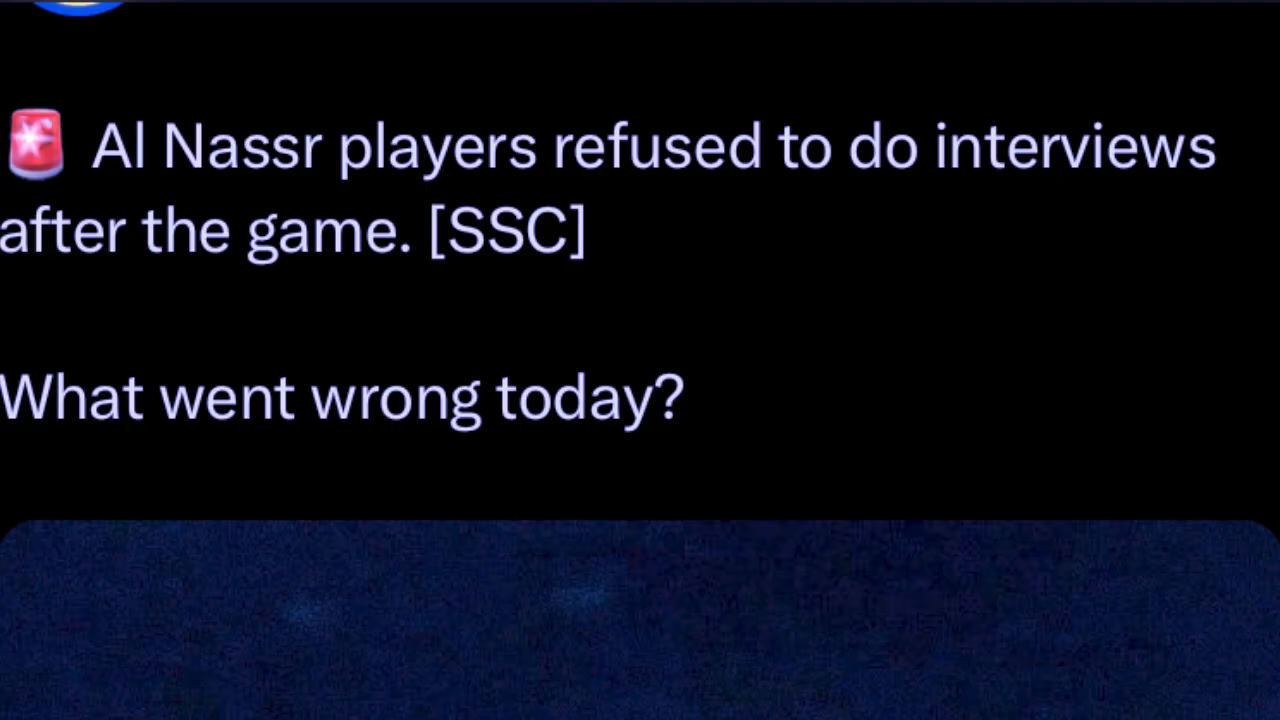 🚨 Al Nassr players refused to do interviews
after the game. [SSC]
What went wrong today?